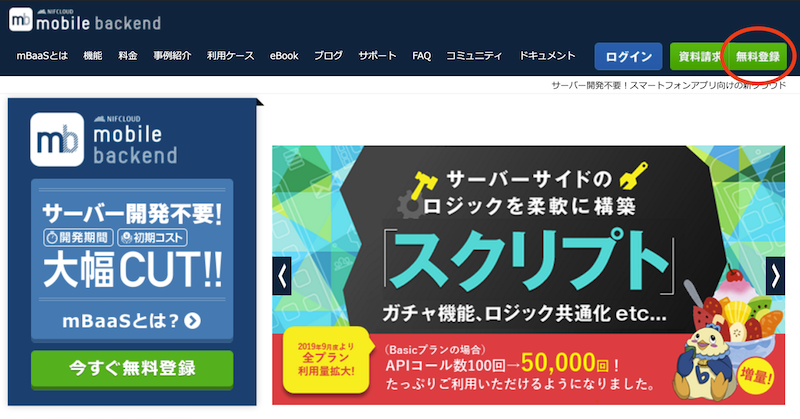 mb NIFCLOUD
mobile backend
mBaaSとは 機能 料金 事例紹介 利用ケース eBook ブログ サポート FAQ コミュニティ ドキュメント ログイン 資料請求 無料登録
サーバー開発不要！スマートフォンアプリ向けの新クラウド
mb NIFCLOUD
mobile
backend
サーバー開発不要!
開発期間 初期コスト
大幅CUT!!
mBaaSとは？
今すぐ無料登録
サーバーサイドの
ロジックを柔軟に構築
「スクリプト」
ガチャ機能、ロジック共通化 etc...
2019年9月度より
全プラン
利用量拡大!
（Basicプランの場合）
APIコール数100回→50,000回！
たっぷりご利用いただけるようになりました。
増量!